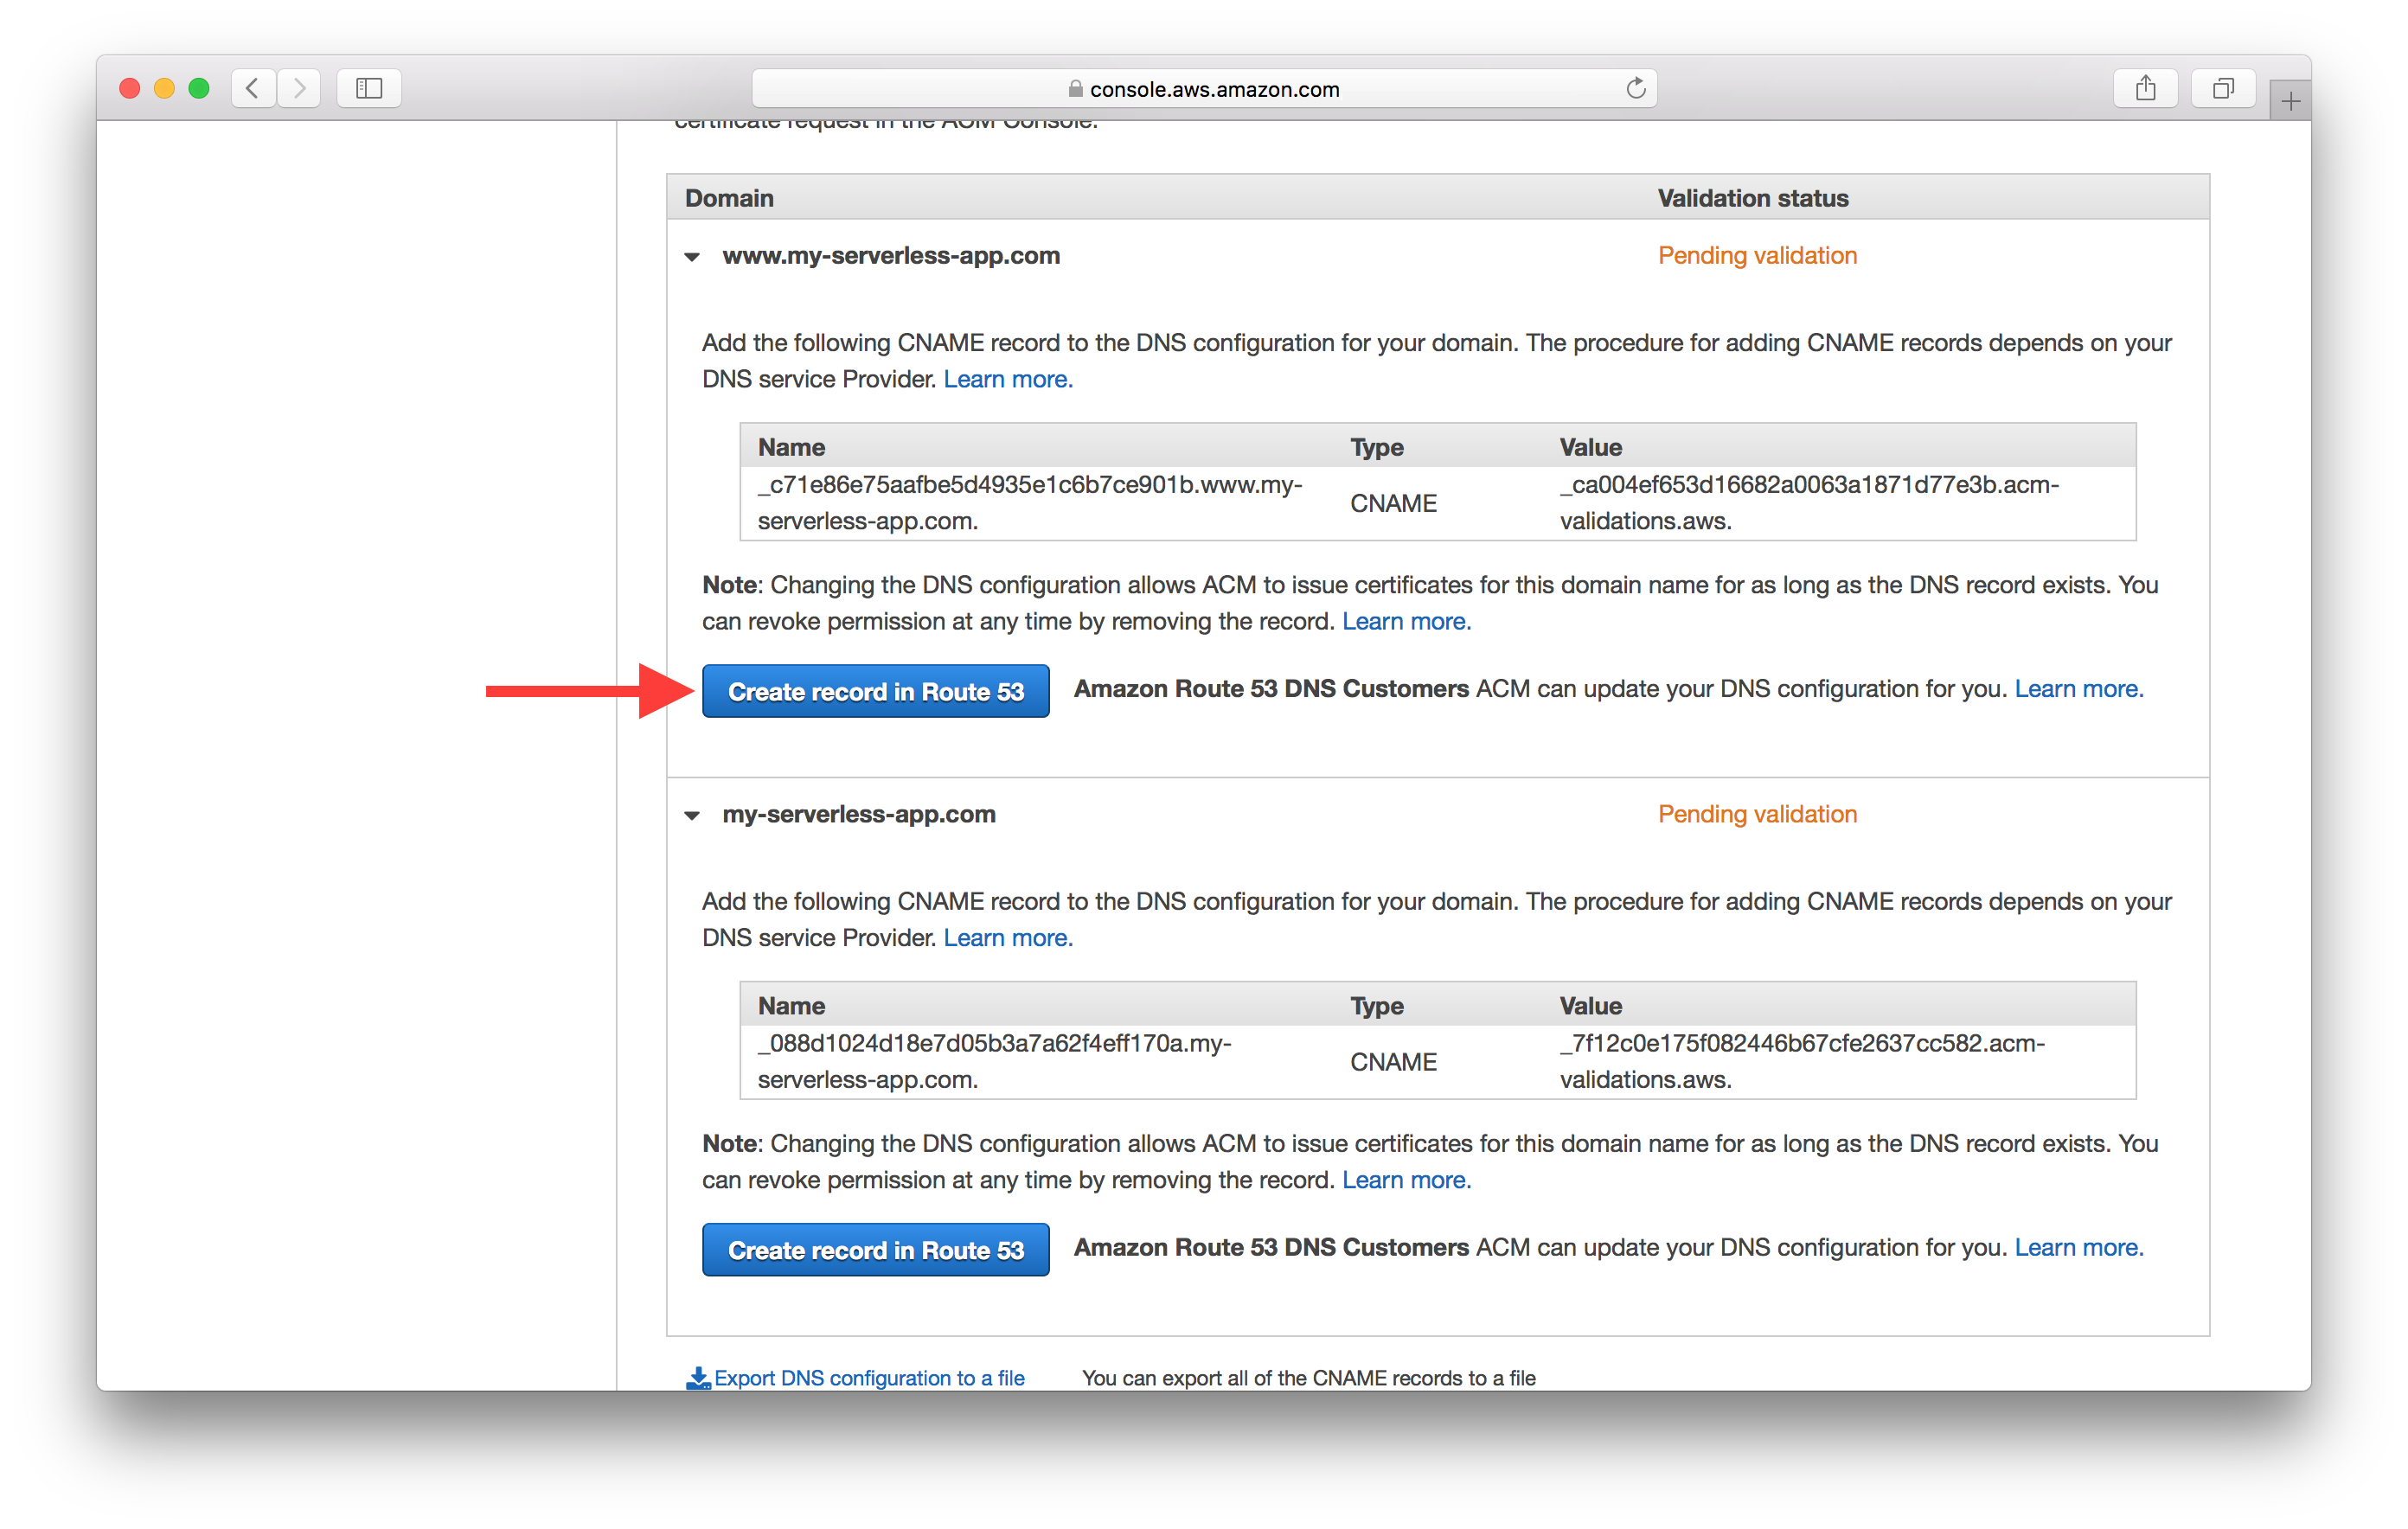 console.aws.amazon.com
certificate request in the ACM Console.
Domain Validation status
www.my-serverless-app.com Pending validation
Add the following CNAME record to the DNS configuration for your domain. The procedure for adding CNAME records depends on your
DNS service Provider. Learn more.
Name Type Value
_c71e86e75aafbe5d4935e1c6b7ce901b.www.my-
serverless-app.com.
CNAME
_ca004ef653d16682a0063a1871d77e3b.acm-
validations.aws.
Note: Changing the DNS configuration allows ACM to issue certificates for this domain name for as long as the DNS record exists. You
can revoke permission at any time by removing the record. Learn more.
Create record in Route 53 Amazon Route 53 DNS Customers ACM can update your DNS configuration for you. Learn more.
my-serverless-app.com Pending validation
Add the following CNAME record to the DNS configuration for your domain. The procedure for adding CNAME records depends on your
DNS service Provider. Learn more.
Name Type Value
_088d1024d18e7d05b3a7a62f4eff170a.my-
serverless-app.com.
CNAME
_7f12c0e175f082446b67cfe2637cc582.acm-
validations.aws.
Note: Changing the DNS configuration allows ACM to issue certificates for this domain name for as long as the DNS record exists. You
can revoke permission at any time by removing the record. Learn more.
Create record in Route 53 Amazon Route 53 DNS Customers ACM can update your DNS configuration for you. Learn more.
Export DNS configuration to a file You can export all of the CNAME records to a file